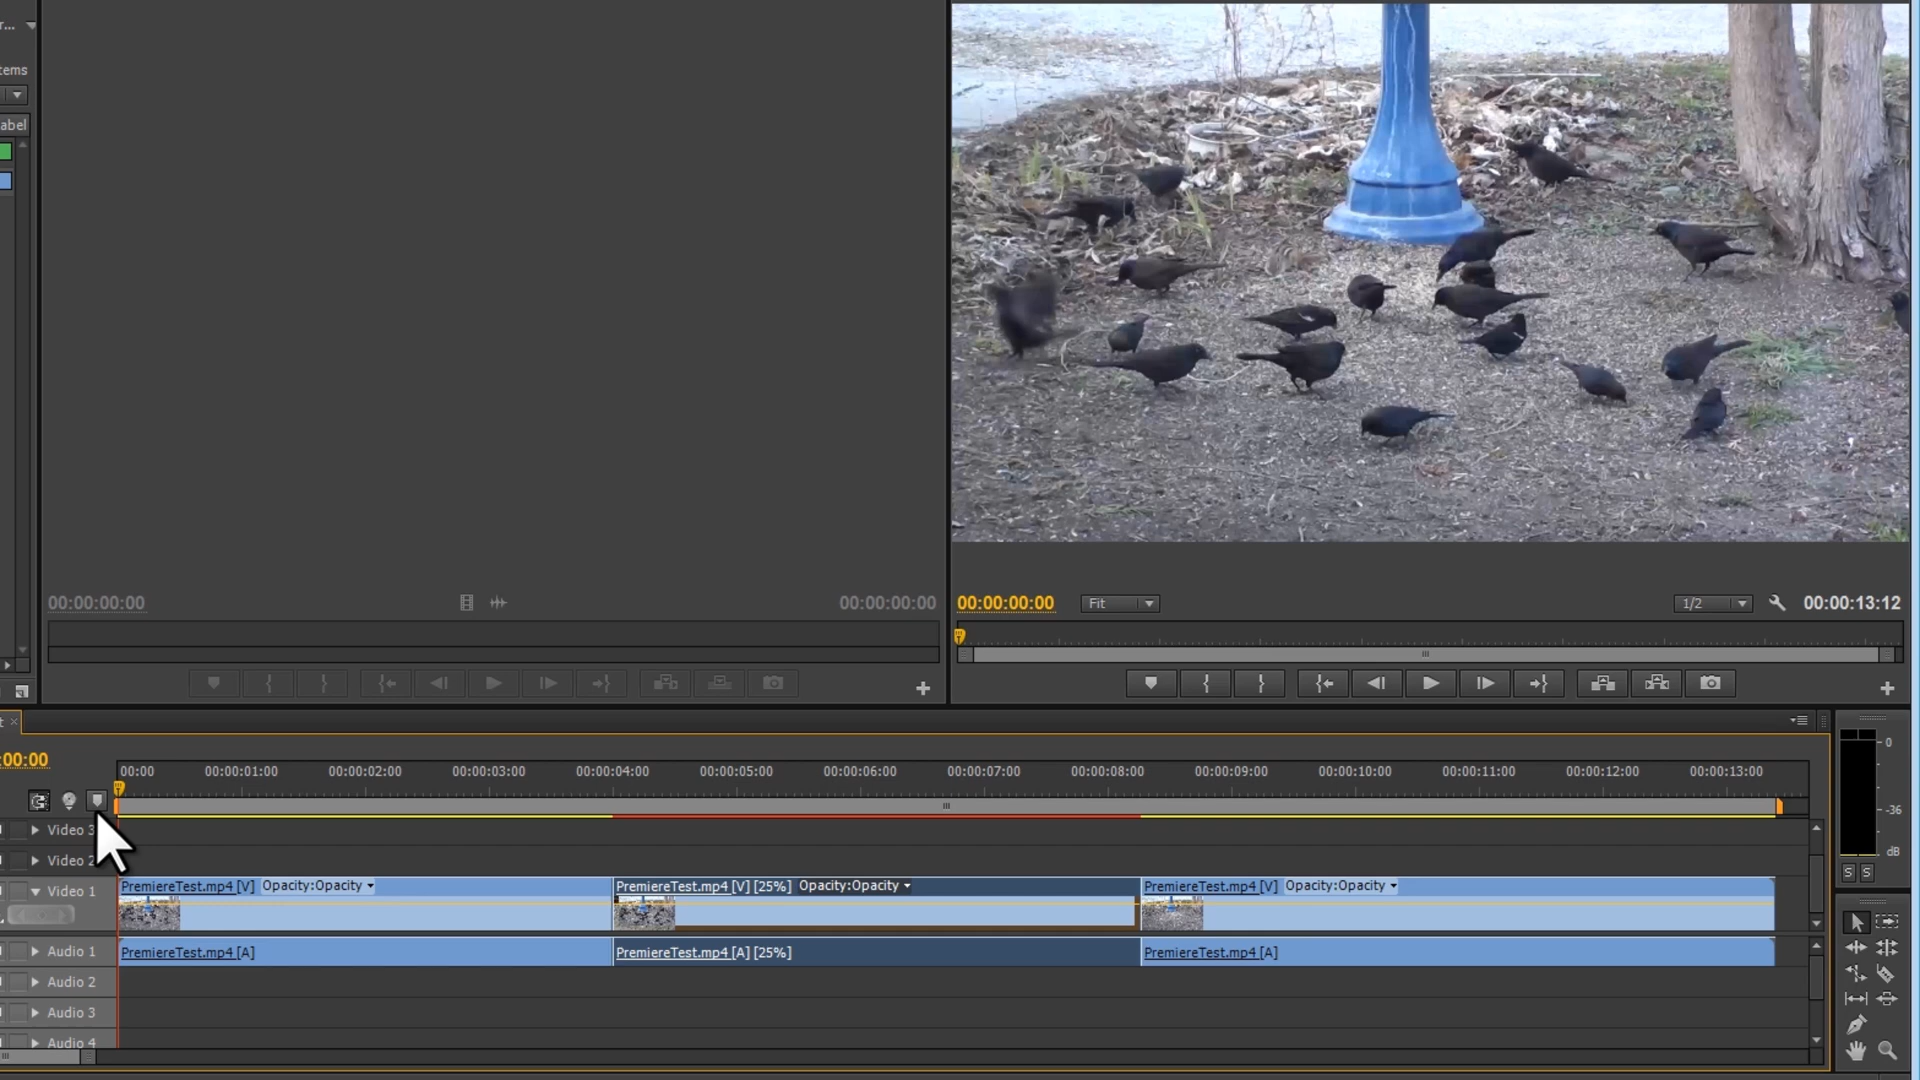 r...
tems
abel
00:00:00:00
00:00:00:00
00:00:00:00
Fit
1/2
00:00:13:12
t ×
:00:00
00:00
00:00:01:00
00:00:02:00
00:00:03:00
00:00:04:00
00:00:05:00
00:00:06:00
00:00:07:00
00:00:08:00
00:00:09:00
00:00:10:00
00:00:11:00
00:00:12:00
00:00:13:00
0
-36
dB
S S
Video 3
Video 2
Video 1
PremiereTest.mp4 [V] Opacity:Opacity
PremiereTest.mp4 [V] [25%] Opacity:Opacity
PremiereTest.mp4 [V] Opacity:Opacity
Audio 1
PremiereTest.mp4 [A]
PremiereTest.mp4 [A] [25%]
PremiereTest.mp4 [A]
Audio 2
Audio 3
Audio 4